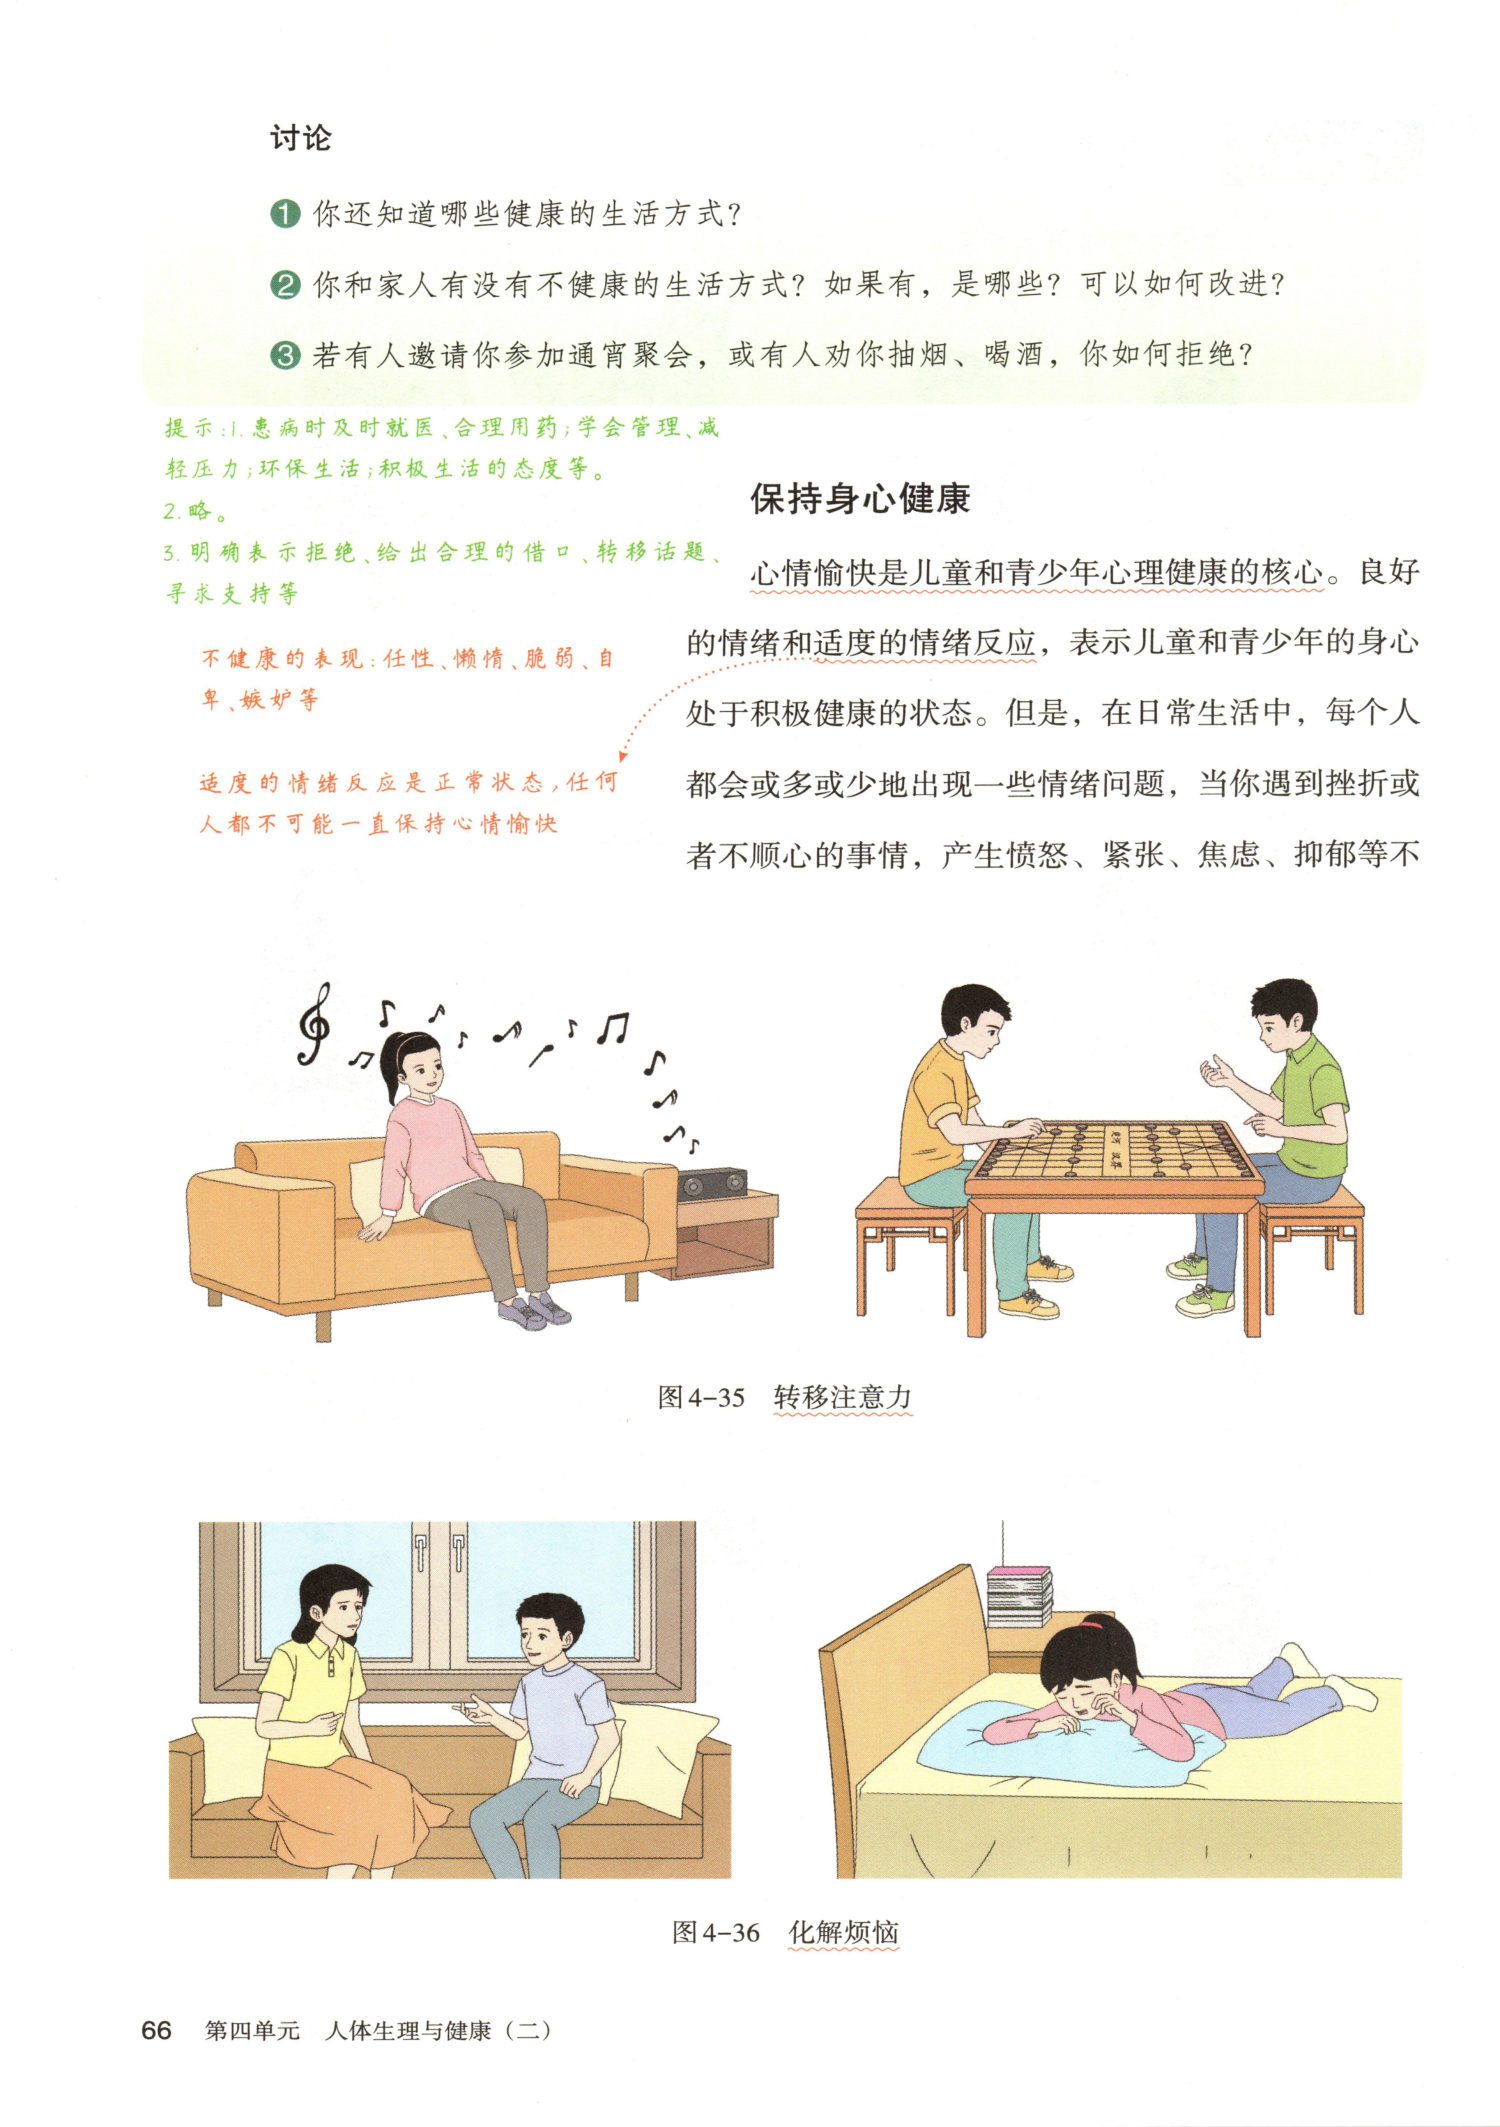 讨论
1 你还知道哪些健康的生活方式？
2 你和家人有没有不健康的生活方式？如果有，是哪些？可以如何改进？
3 若有人邀请你参加通宵聚会，或有人劝你抽烟、喝酒，你如何拒绝？
提示：1.患病时及时就医、合理用药；学会管理、减
轻压力；环保生活；积极生活的态度等。
2.略。
3.明确表示拒绝、给出合理的借口、转移话题、
寻求支持等
保持身心健康
心情愉快是儿童和青少年心理健康的核心。良好
的情绪和适度的情绪反应，表示儿童和青少年的身心
处于积极健康的状态。但是，在日常生活中，每个人
都会或多或少地出现一些情绪问题，当你遇到挫折或
者不顺心的事情，产生愤怒、紧张、焦虑、抑郁等不
不健康的表现：任性、懒惰、脆弱、自
卑、嫉妒等
适度的情绪反应是正常状态，任何
人都不可能一直保持心情愉快
图4-35 转移注意力
图4-36 化解烦恼
66 第四单元 人体生理与健康（二）